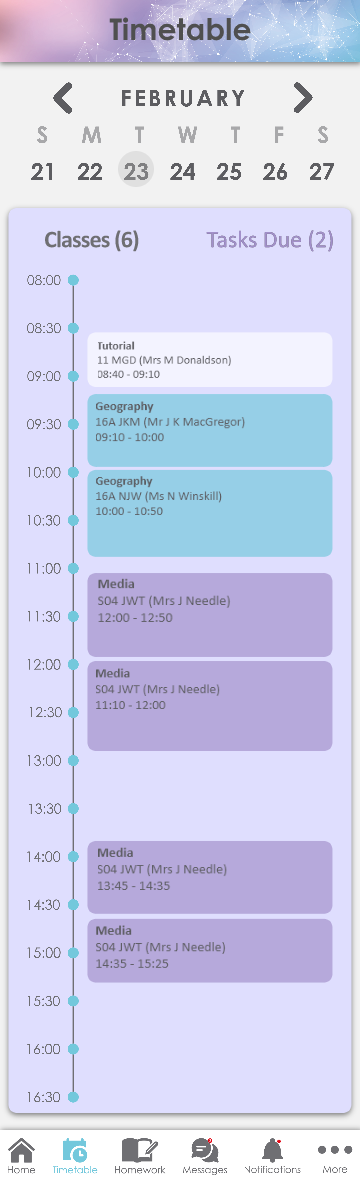 Timetable
FEBRUARY
S M T W T F S
21 22 23 24 25 26 27
Classes (6) Tasks Due (2)
08:00
08:30
Tutorial
11 MGD (Mrs M Donaldson)
08:40 - 09:10
09:00
Geography
16A JKM (Mr J K MacGregor)
09:10 - 10:00
09:30
10:00
Geography
16A NJW (Ms N Winskill)
10:00 - 10:50
10:30
11:00
Media
S04 JWT (Mrs J Needle)
12:00 - 12:50
11:30
12:00
Media
S04 JWT (Mrs J Needle)
11:10 - 12:00
12:30
13:00
13:30
14:00
Media
S04 JWT (Mrs J Needle)
13:45 - 14:35
14:30
Media
S04 JWT (Mrs J Needle)
14:35 - 15:25
15:00
15:30
16:00
16:30
Home Timetable Homework Messages Notifications More